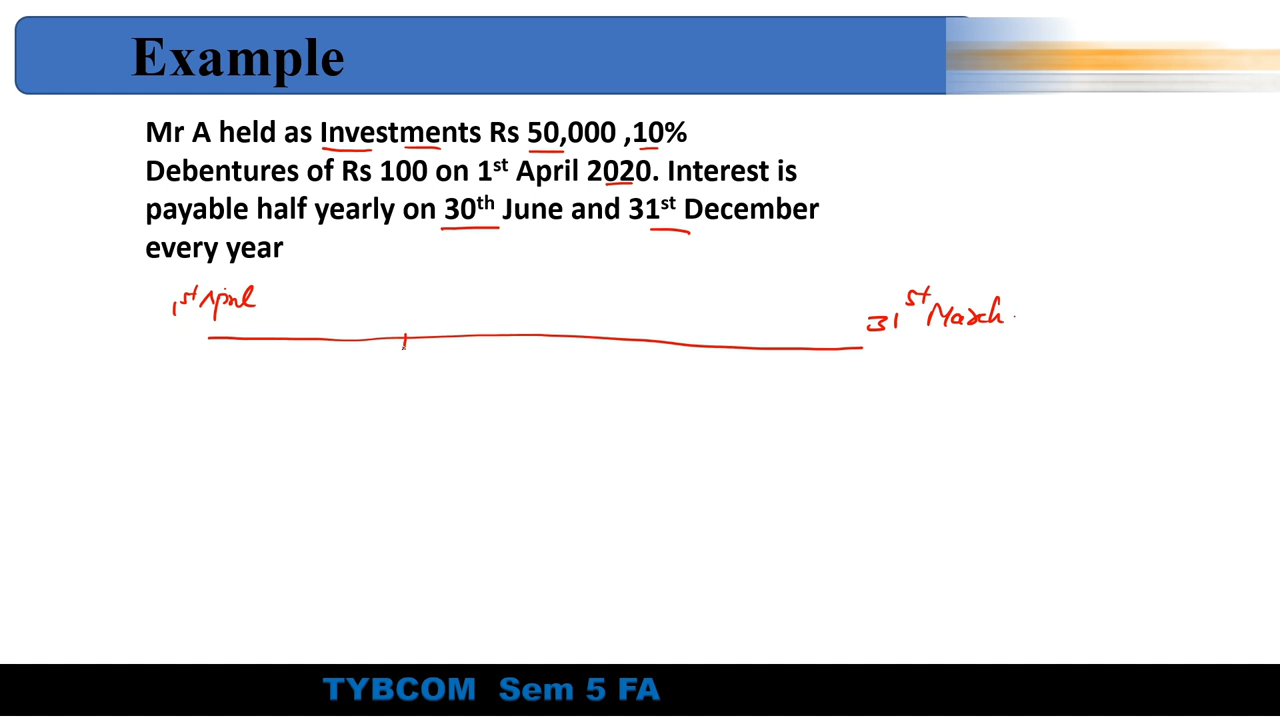 Example
Mr A held as Investments Rs 50,000 ,10%
Debentures of Rs 100 on 1st April 2020. Interest is
payable half yearly on 30th June and 31st December
every year
1st April
31st March
TYBCOM Sem 5 FA